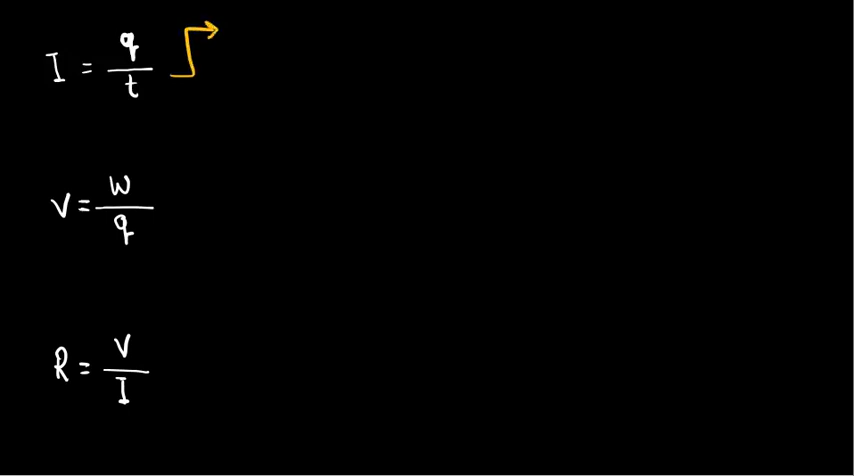 I = q/t
V = W/q
R = V/I